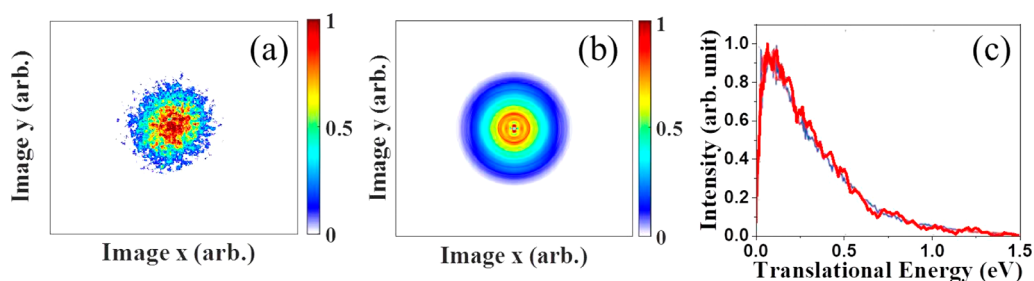 (a)
1
0.5
0
Image y (arb.)
Image x (arb.)
(b)
1
0.5
0
Image y (arb.)
Image x (arb.)
(c)
Intensity (arb. unit)
1.0
0.8
0.6
0.4
0.2
0.0
0.0 0.5 1.0 1.5
Translational Energy (eV)